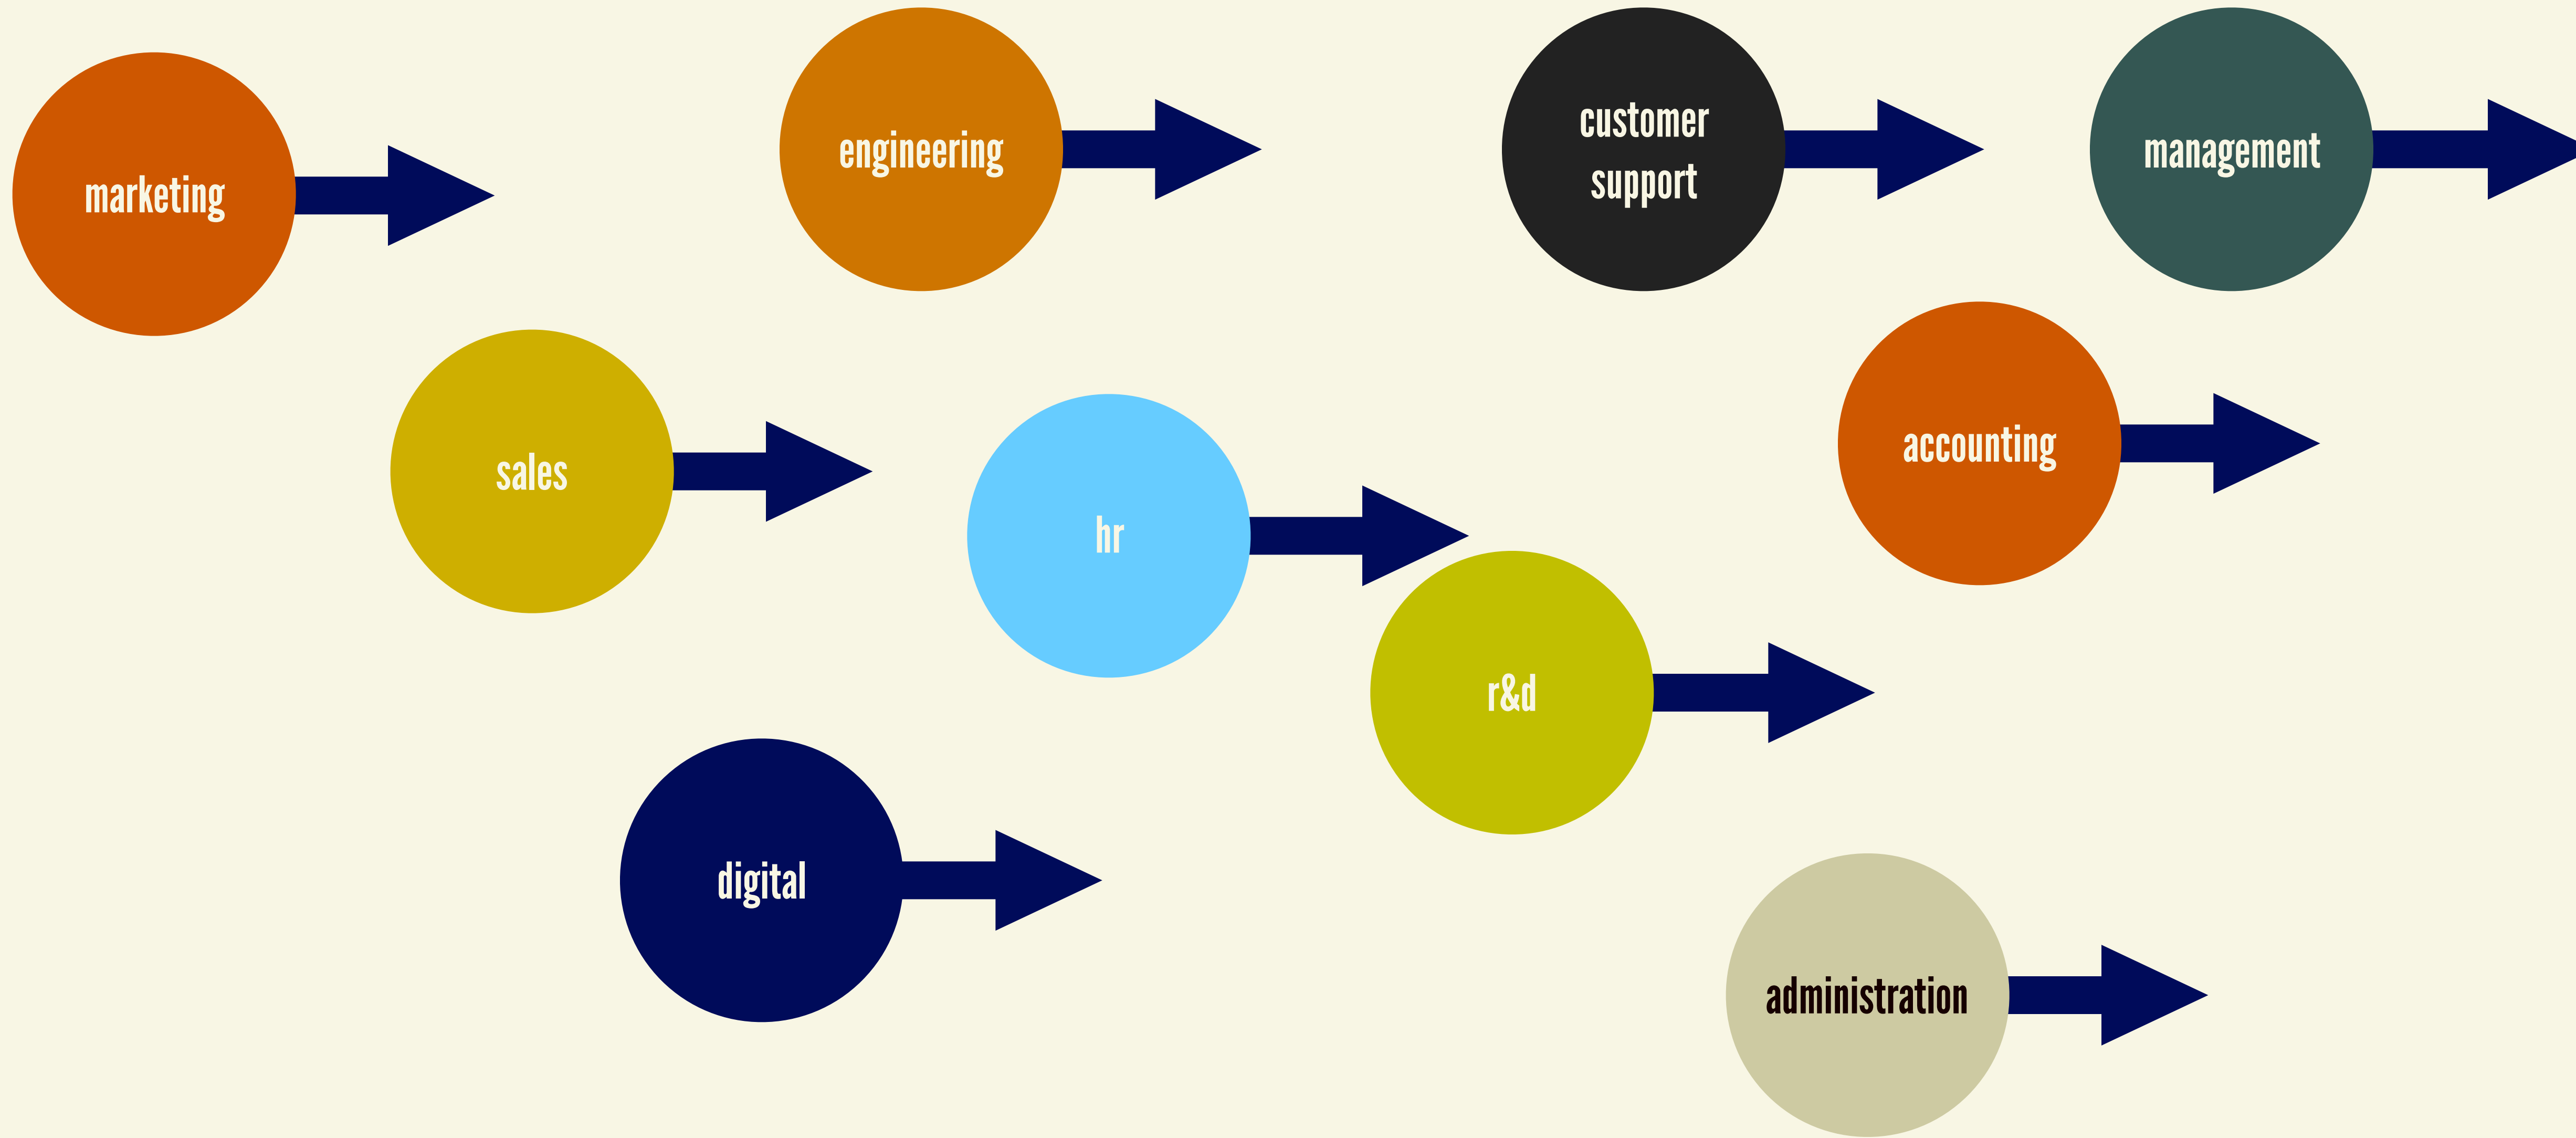 marketing
engineering
customer
support
management
sales
hr
accounting
r&d
digital
administration